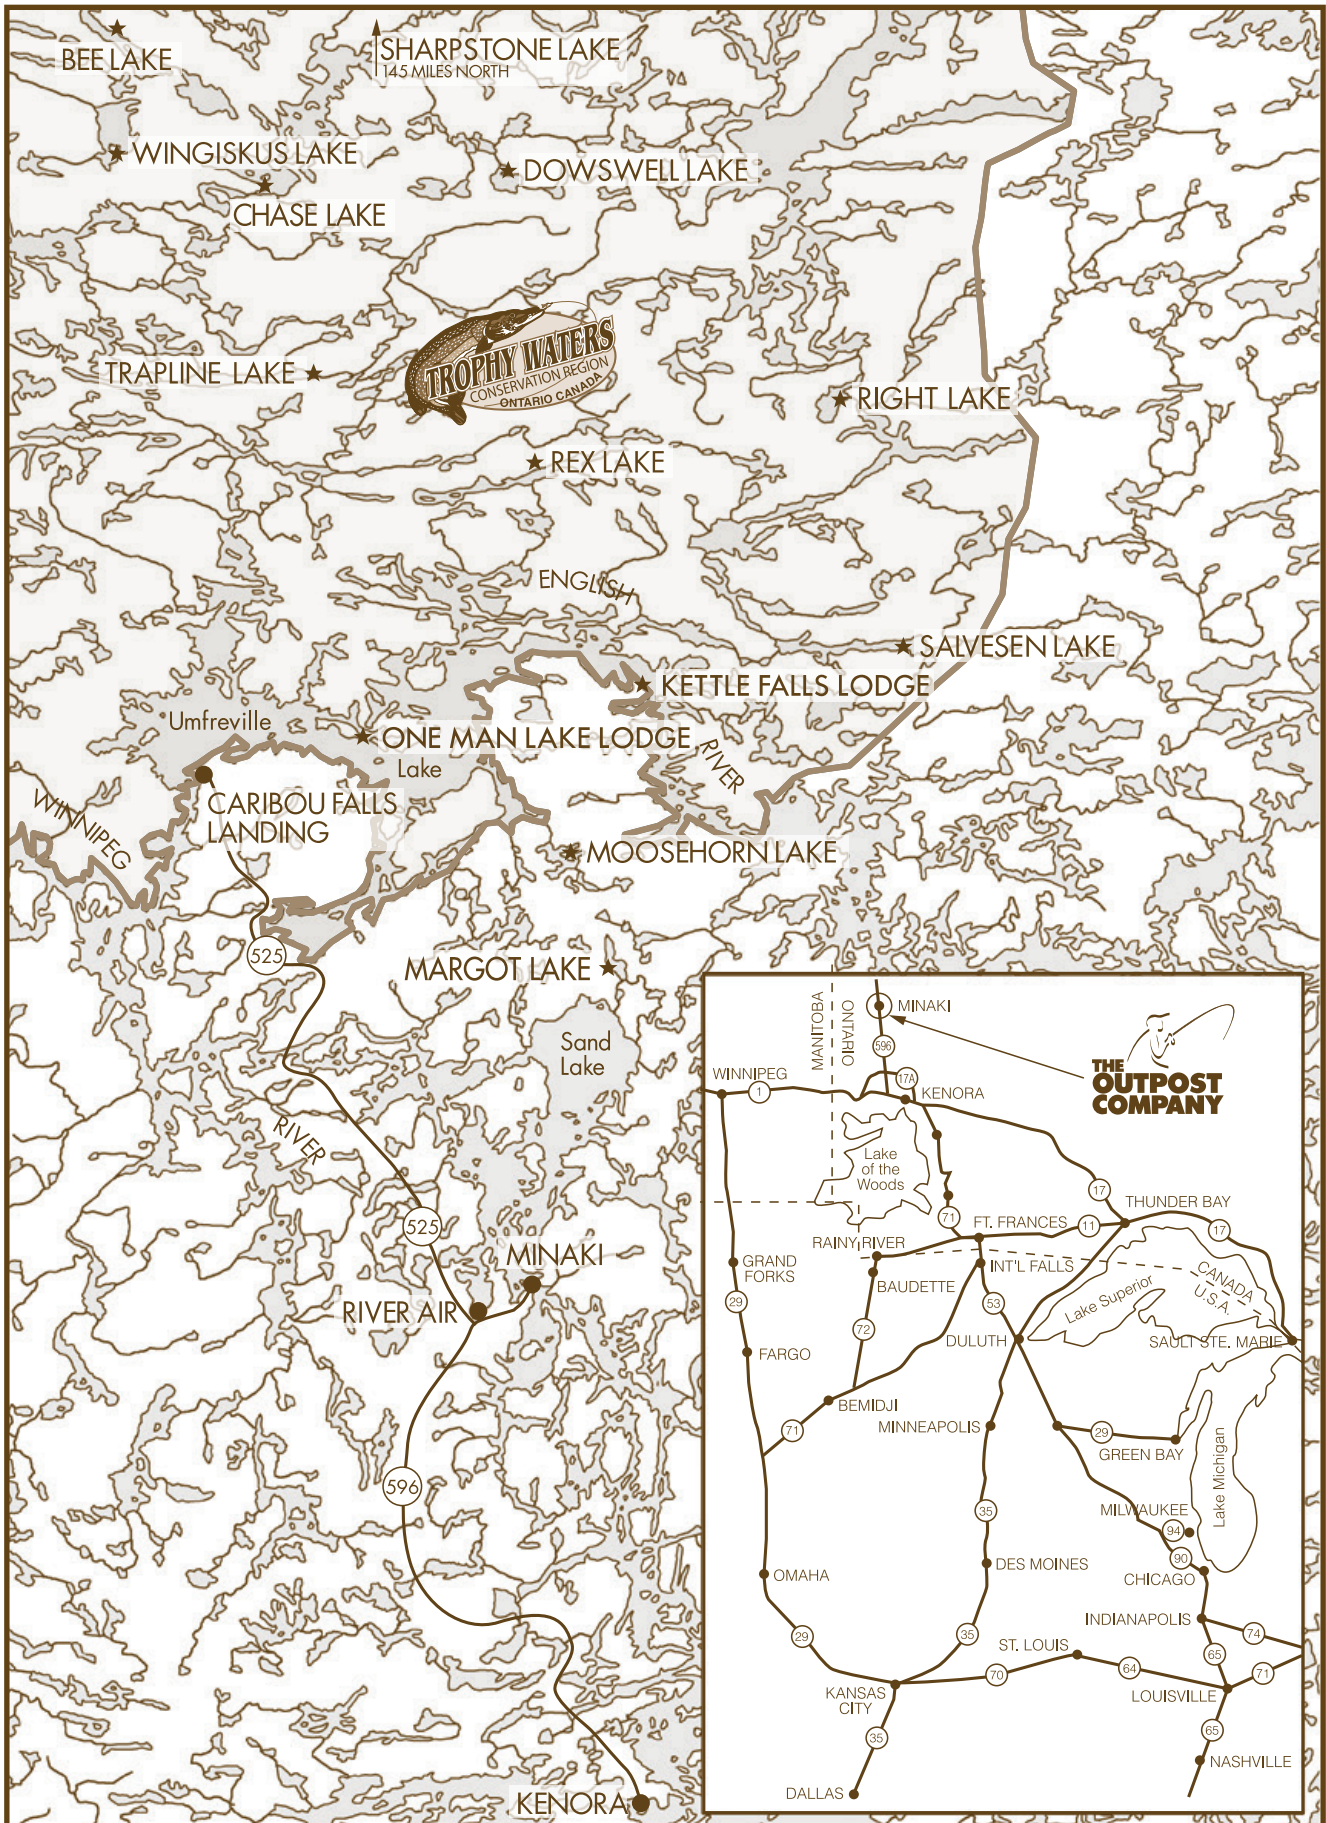 BEE LAKE
SHARPSTONE LAKE
145 MILES NORTH
WINGISKUS LAKE
DOWSWELL LAKE
CHASE LAKE
TROPHY WATERS
CONSERVATION REGION
ONTARIO CANADA
TRAPLINE LAKE
RIGHT LAKE
REX LAKE
ENGLISH
SALVESEN LAKE
KETTLE FALLS LODGE
Umfreville
ONE MAN LAKE LODGE
Lake
RIVER
WINNIPEG
CARIBOU FALLS
LANDING
MOOSEHORN LAKE
525
MARGOT LAKE
Sand
Lake
RIVER
525
MINAKI
RIVER AIR
596
KENORA
MANITOBA
ONTARIO
MINAKI
596
THE
OUTPOST
COMPANY
WINNIPEG
1
17A
KENORA
Lake
of the
Woods
71
17
THUNDER BAY
FT. FRANCES
11
17
RAINY RIVER
INT'L FALLS
GRAND
FORKS
BAUDETTE
CANADA
U.S.A.
Lake Superior
29
53
72
DULUTH
SAULT STE. MARIE
FARGO
BEMIDJI
71
MINNEAPOLIS
29
GREEN BAY
Lake Michigan
35
MILWAUKEE
94
90
OMAHA
DES MOINES
CHICAGO
INDIANAPOLIS
74
29
35
ST. LOUIS
65
70
64
71
KANSAS
CITY
LOUISVILLE
35
65
NASHVILLE
DALLAS